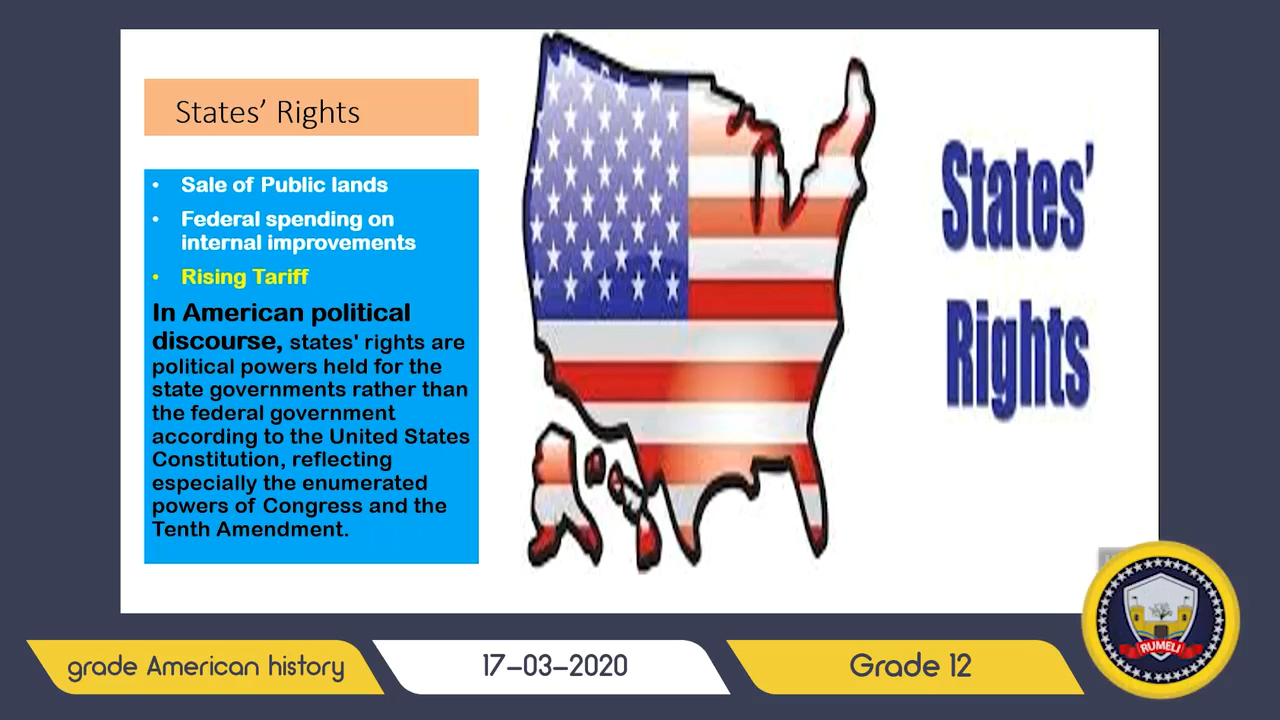 States’ Rights
• Sale of Public lands
• Federal spending on
internal improvements
• Rising Tariff
In American political
discourse, states' rights are
political powers held for the
state governments rather than
the federal government
according to the United States
Constitution, reflecting
especially the enumerated
powers of Congress and the
Tenth Amendment.
States’
Rights
RUMELI
grade American history
17-03-2020
Grade 12